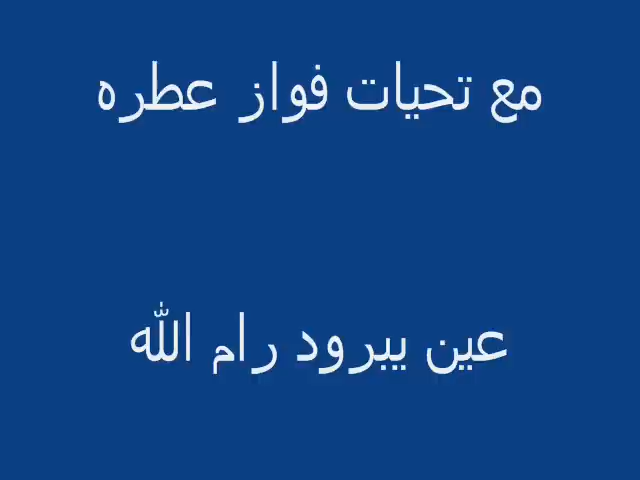 مع تحيات فواز عطره
عين يبرود رام الله